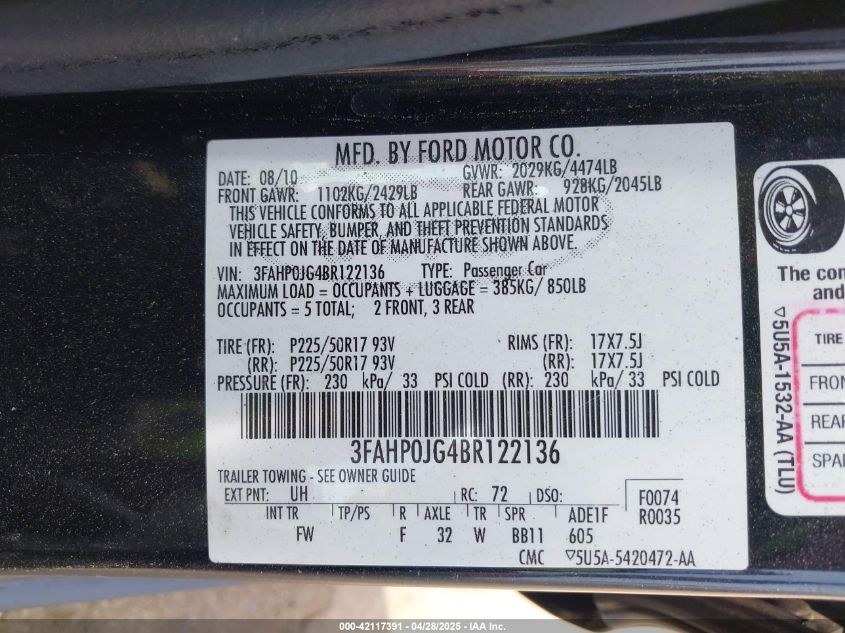 MFD. BY FORD MOTOR CO.
DATE: 08/10 GVWR: 2029KG/4474LB
FRONT GAWR: 1102KG/2429LB REAR GAWR: 928KG/2045LB
THIS VEHICLE CONFORMS TO ALL APPLICABLE FEDERAL MOTOR
VEHICLE SAFETY, BUMPER, AND THEFT PREVENTION STANDARDS
IN EFFECT ON THE DATE OF MANUFACTURE SHOWN ABOVE.
VIN: 3FAHP0JG4BR122136 TYPE: Passenger Car
MAXIMUM LOAD = OCCUPANTS + LUGGAGE = 385KG/ 850LB
OCCUPANTS = 5 TOTAL: 2 FRONT, 3 REAR
TIRE (FR): P225/50R17 93V RIMS (FR): 17X7.5J
(RR): P225/50R17 93V (RR): 17X7.5J
PRESSURE (FR): 230 kPa/ 33 PSI COLD (RR): 230 kPa/ 33 PSI COLD
3FAHP0JG4BR122136
TRAILER TOWING - SEE OWNER GUIDE
EXT PNT: UH RC: 72 DSO: F0074
INT TR TP/PS R AXLE TR SPR ADE1F R0035
FW F 32 W BB11 605
CMC ▽5U5A-5420472-AA
The con
and
▽5U5A-1532-AA (TLU)
TIRE
FRON
REAR
SPA
000-42117391 - 04/28/2025 - IAA Inc.